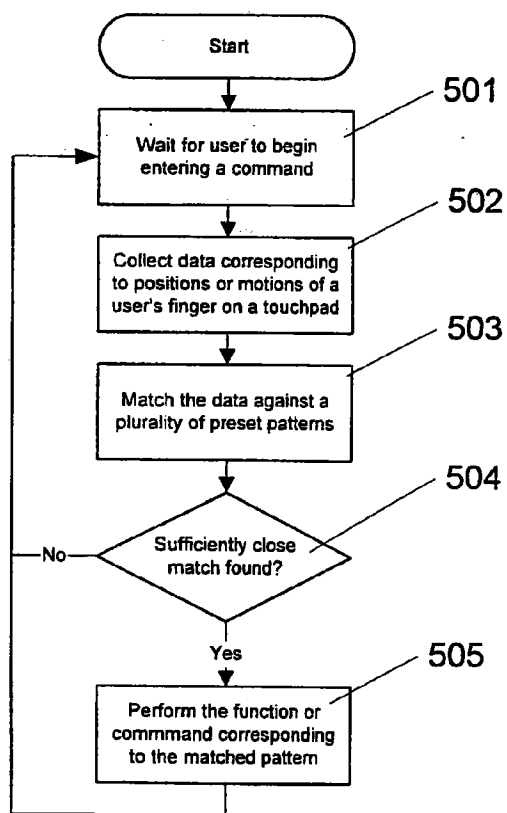 Start
501
Wait for user to begin
entering a command
502
Collect data corresponding
to positions or motions of a
user's finger on a touchpad
503
Match the data against a
plurality of preset patterns
504
Sufficiently close
match found?
No
Yes
505
Perform the function or
commmand corresponding
to the matched pattern